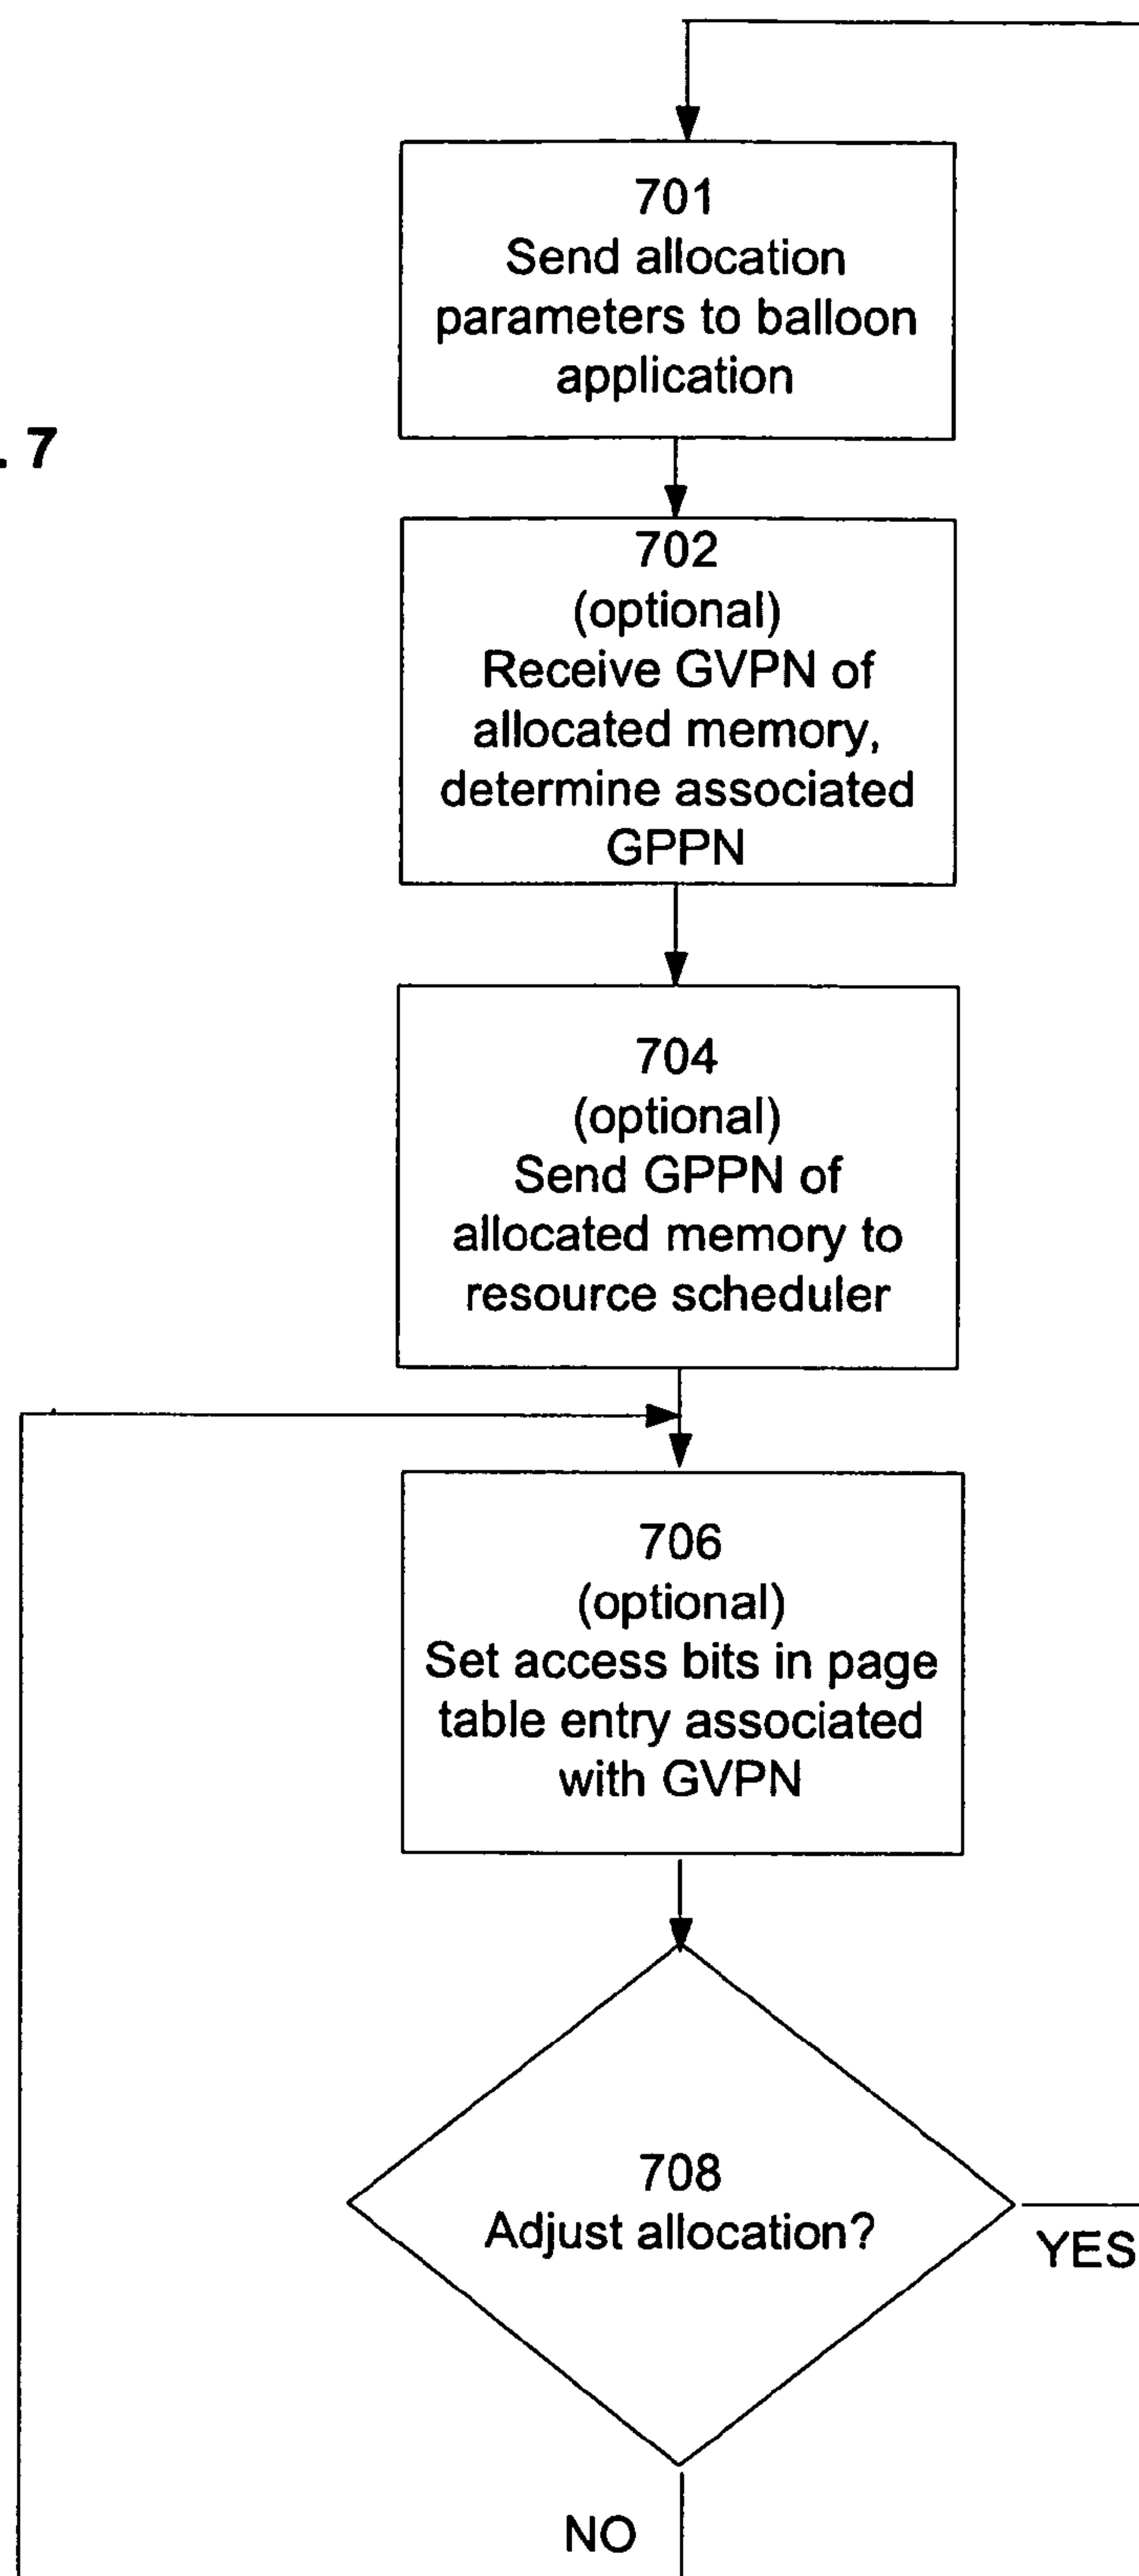 701
Send allocation
parameters to balloon
application
. 7
702
(optional)
Receive GVPN of
allocated memory,
determine associated
GPPN
704
(optional)
Send GPPN of
allocated memory to
resource scheduler
706
(optional)
Set access bits in page
table entry associated
with GVPN
708
Adjust allocation?
YES
NO